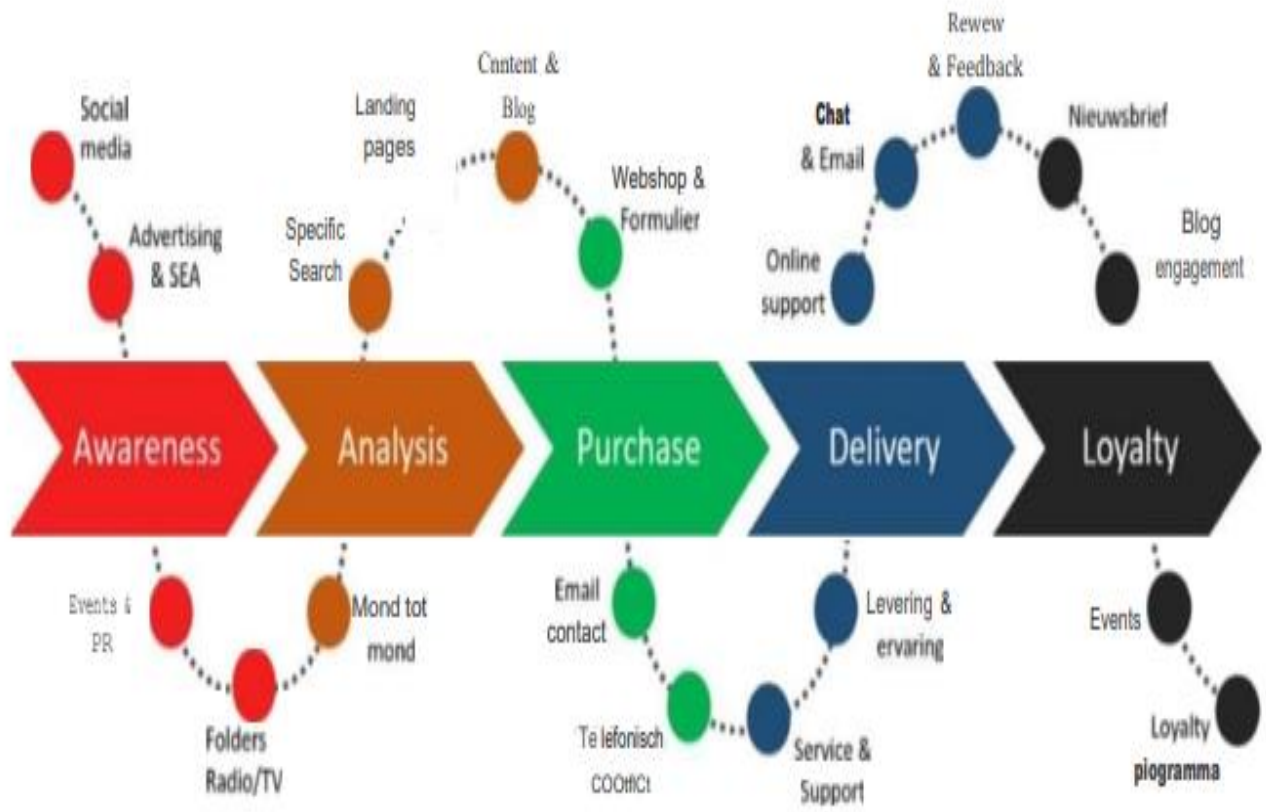 Social
media
Advertising
& SEA
Specific
Search
Landing
pages
Cnntent &
Blog
Webshop &
Formulier
Online
support
Chat
& Email
Rewew
& Feedback
Nieuwsbrief
Blog
engagement
Awareness
Analysis
Purchase
Delivery
Loyalty
Events &
PR
Folders
Radio/TV
Mond tot
mond
Email
contact
Te lefonisch
COOffiCt
Service &
Support
Levering &
ervaring
Events
Loyalty
piogramma